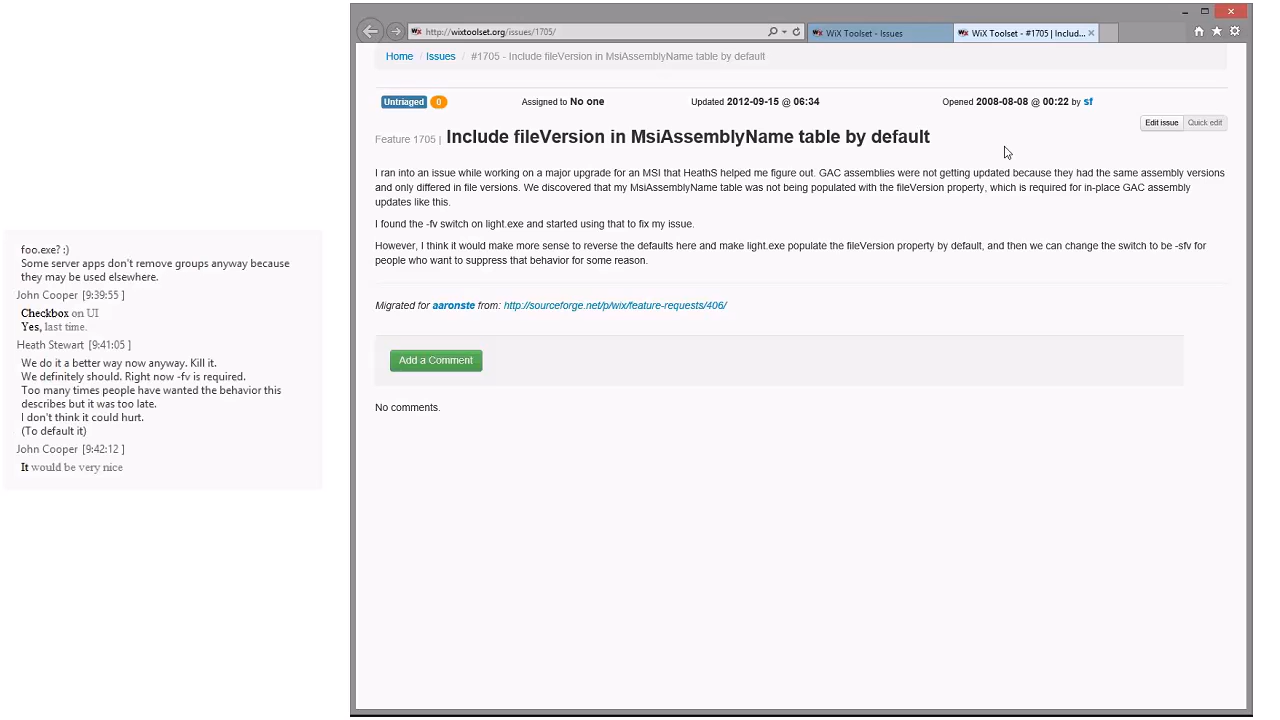 foo.exe? :)
Some server apps don't remove groups anyway because
they may be used elsewhere.
John Cooper [9:39:55 ]
Checkbox on UI
Yes, last time.
Heath Stewart [9:41:05 ]
We do it a better way now anyway. Kill it.
We definitely should. Right now -fv is required.
Too many times people have wanted the behavior this
describes but it was too late.
I don't think it could hurt.
(To default it)
John Cooper [9:42:12 ]
It would be very nice
http://wixtoolset.org/issues/1705/
WiX Toolset - Issues
WiX Toolset - #1705 | Includ...
Home / Issues / #1705 - Include fileVersion in MsiAssemblyName table by default
Untriaged 0 Assigned to No one Updated 2012-09-15 @ 06:34 Opened 2008-08-08 @ 00:22 by sf
Edit issue Quick edit
Feature 1705 | Include fileVersion in MsiAssemblyName table by default
I ran into an issue while working on a major upgrade for an MSI that HeathS helped me figure out. GAC assemblies were not getting updated because they had the same assembly versions
and only differed in file versions. We discovered that my MsiAssemblyName table was not being populated with the fileVersion property, which is required for in-place GAC assembly
updates like this.
I found the -fv switch on light.exe and started using that to fix my issue.
However, I think it would make more sense to reverse the defaults here and make light.exe populate the fileVersion property by default, and then we can change the switch to be -sfv for
people who want to suppress that behavior for some reason.
Migrated for aaronste from: http://sourceforge.net/p/wix/feature-requests/406/
Add a Comment
No comments.